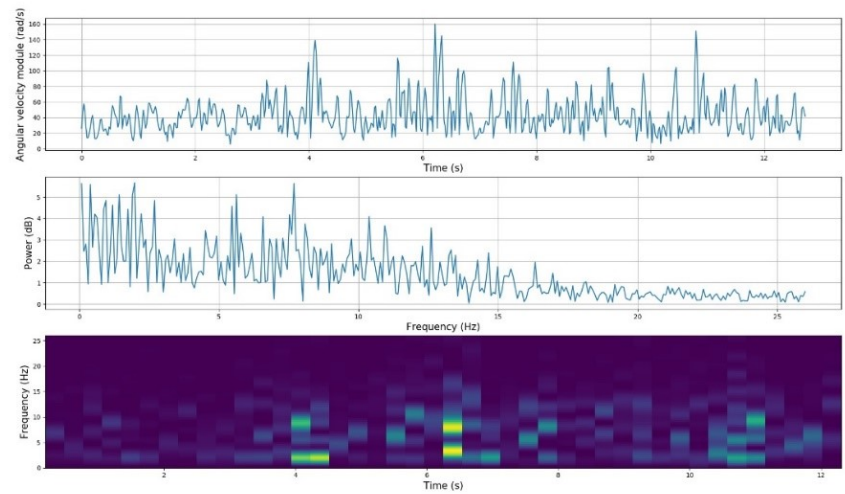 Angular velocity module (rad/s)
160
140
120
100
80
60
40
20
0
0 2 4 6 8 10 12
Time (s)
Power (dB)
5
4
3
2
1
0
0 5 10 15 20 25
Frequency (Hz)
Frequency (Hz)
25
20
15
10
5
0
2 4 6 8 10 12
Time (s)